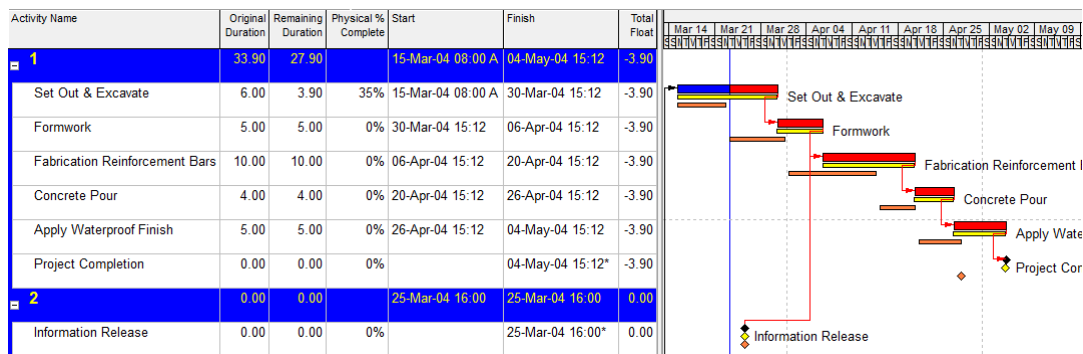 Activity Name Original Duration Remaining Duration Physical % Complete Start Finish Total Float
Mar 14 Mar 21 Mar 28 Apr 04 Apr 11 Apr 18 Apr 25 May 02 May 09
1 33.90 27.90 15-Mar-04 08:00 A 04-May-04 15:12 -3.90
Set Out & Excavate 6.00 3.90 35% 15-Mar-04 08:00 A 30-Mar-04 15:12 -3.90 Set Out & Excavate
Formwork 5.00 5.00 0% 30-Mar-04 15:12 06-Apr-04 15:12 -3.90 Formwork
Fabrication Reinforcement Bars 10.00 10.00 0% 06-Apr-04 15:12 20-Apr-04 15:12 -3.90 Fabrication Reinforcement
Concrete Pour 4.00 4.00 0% 20-Apr-04 15:12 26-Apr-04 15:12 -3.90 Concrete Pour
Apply Waterproof Finish 5.00 5.00 0% 26-Apr-04 15:12 04-May-04 15:12 -3.90 Apply Wate
Project Completion 0.00 0.00 0% 04-May-04 15:12* -3.90 Project Cor
2 0.00 0.00 25-Mar-04 16:00 25-Mar-04 16:00 0.00
Information Release 0.00 0.00 0% 25-Mar-04 16:00* 0.00 Information Release